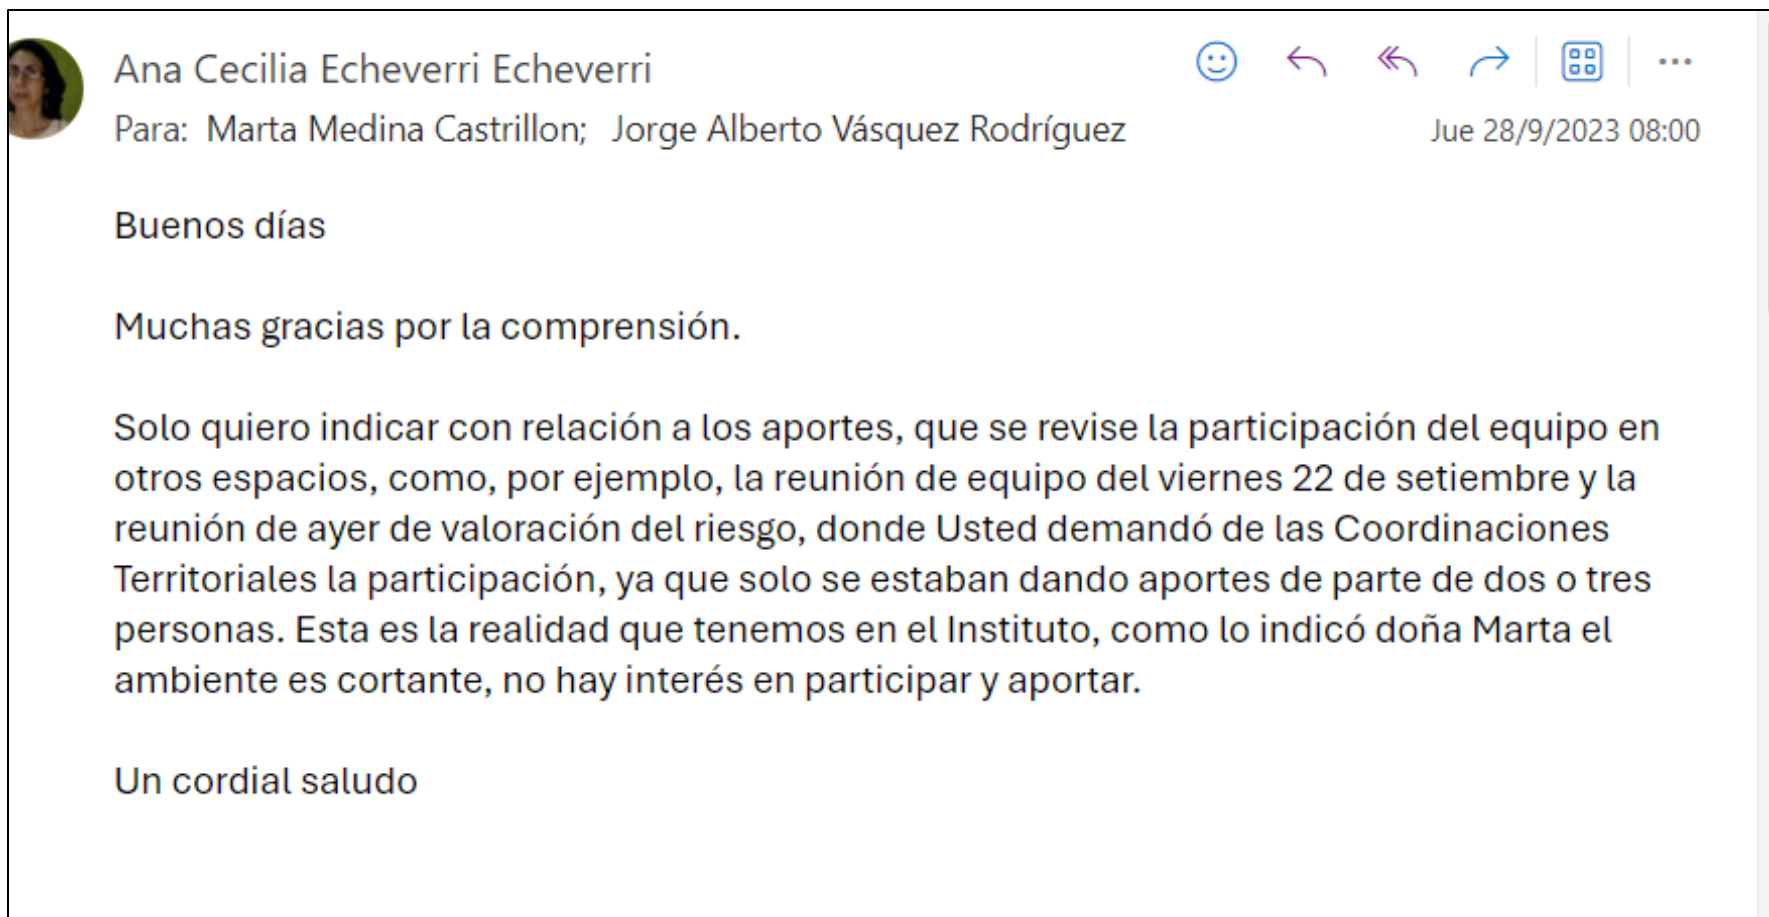 Ana Cecilia Echeverri Echeverri
Para: Marta Medina Castrillon; Jorge Alberto Vásquez Rodríguez
Jue 28/9/2023 08:00
Buenos días
Muchas gracias por la comprensión.
Solo quiero indicar con relación a los aportes, que se revise la participación del equipo en
otros espacios, como, por ejemplo, la reunión de equipo del viernes 22 de setiembre y la
reunión de ayer de valoración del riesgo, donde Usted demandó de las Coordinaciones
Territoriales la participación, ya que solo se estaban dando aportes de parte de dos o tres
personas. Esta es la realidad que tenemos en el Instituto, como lo indicó doña Marta el
ambiente es cortante, no hay interés en participar y aportar.
Un cordial saludo